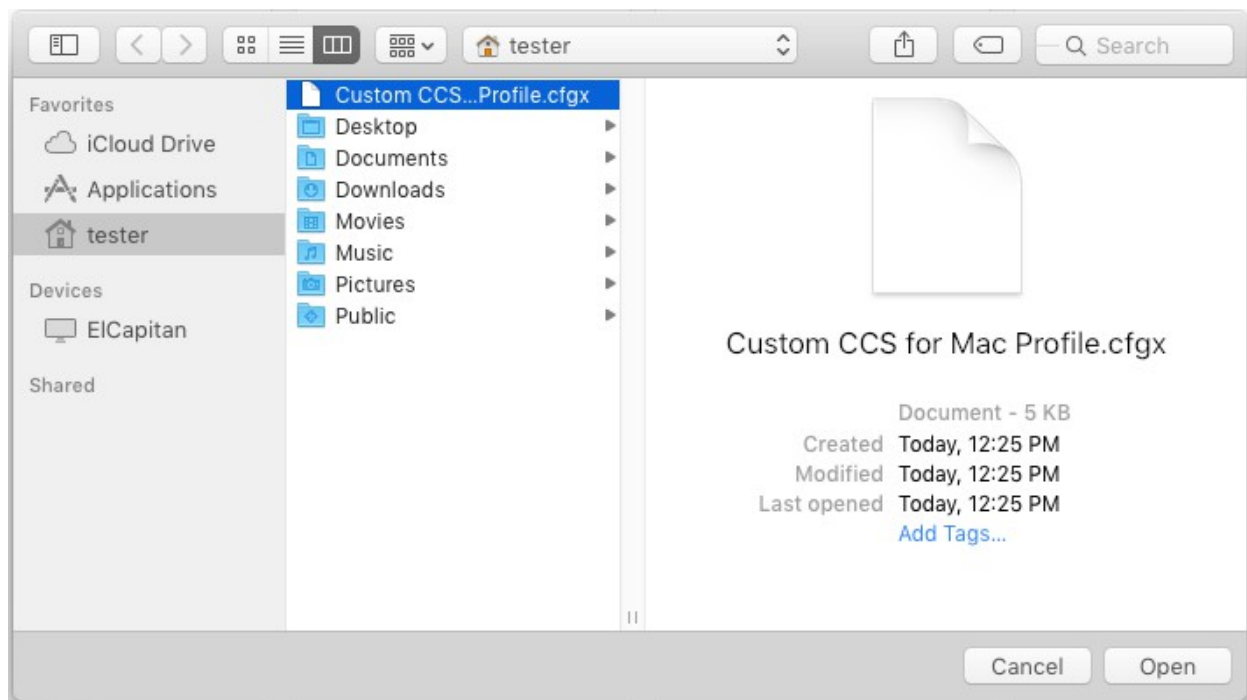 tester
Search
Favorites
iCloud Drive
Applications
tester
Devices
ElCapitan
Shared
Custom CCS...Profile.cfgx
Desktop
Documents
Downloads
Movies
Music
Pictures
Public
Custom CCS for Mac Profile.cfgx
Document - 5 KB
Created Today, 12:25 PM
Modified Today, 12:25 PM
Last opened Today, 12:25 PM
Add Tags...
Cancel
Open